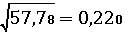 √57,78 = 0,220